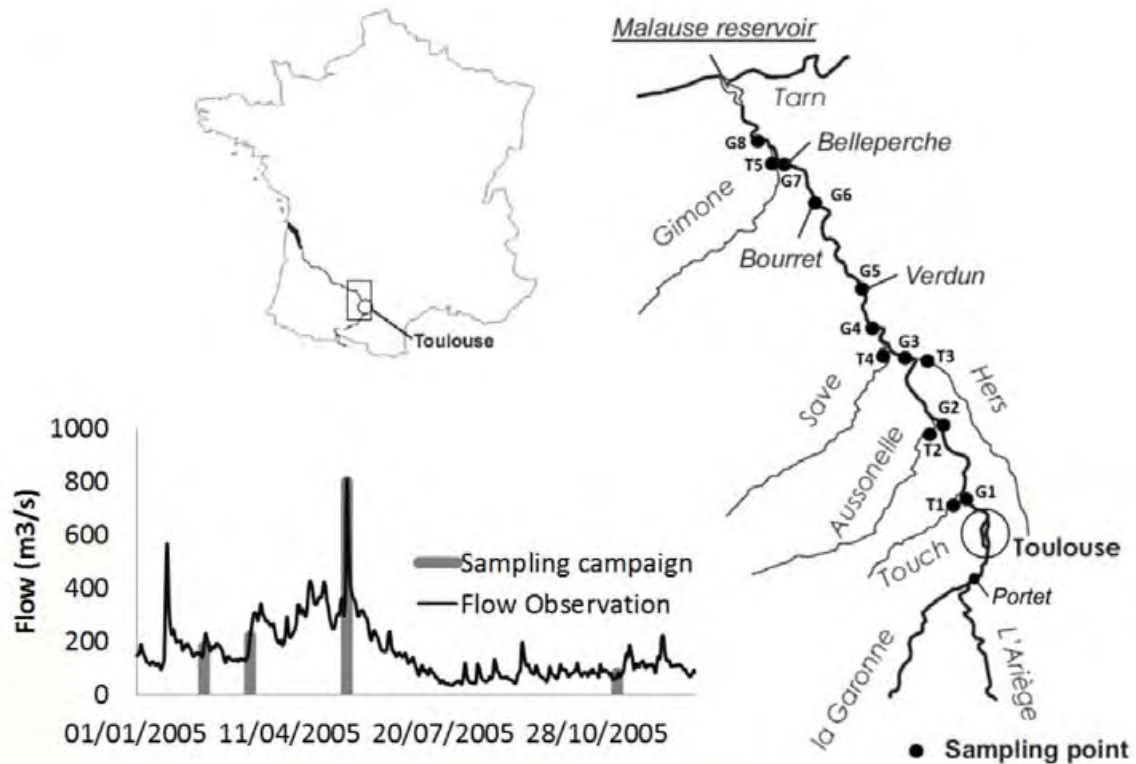 Malause reservoir
Tarn
G8
Belleperche
T5
G7
G6
Gimone
Bourret
G5
Verdun
G4
G3
T3
T4
Hers
Save
G2
T2
Aussonelle
G1
T1
Touch
Toulouse
Portet
la Garonne
L'Ariège
Sampling point
Toulouse
Flow (m3/s)
1000
800
600
400
200
0
Sampling campaign
Flow Observation
01/01/2005 11/04/2005 20/07/2005 28/10/2005